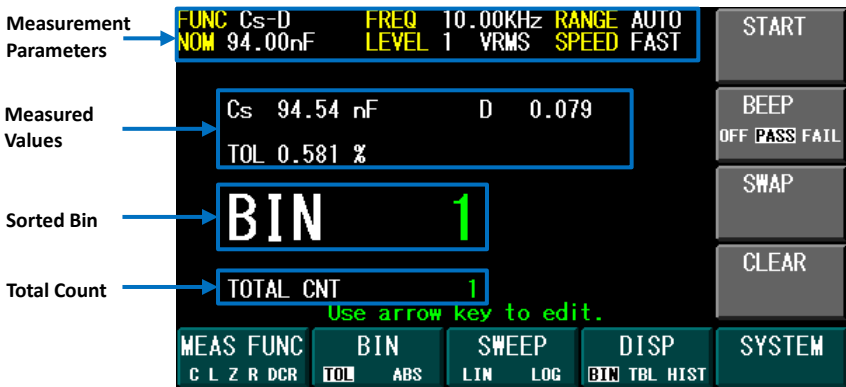 Measurement
Parameters
FUNC Cs-D FREQ 10.00KHz RANGE AUTO
NOM 94.00nF LEVEL 1 VRMS SPEED FAST
START
Measured
Values
Cs 94.54 nF D 0.079
TOL 0.581 %
BEEP
OFF PASS FAIL
Sorted Bin
BIN 1
SWAP
Total Count
TOTAL CNT 1
CLEAR
Use arrow key to edit.
MEAS FUNC BIN SWEEP DISP SYSTEM
C L Z R DCR TOL ABS LIN LOG BIN TBL HIST